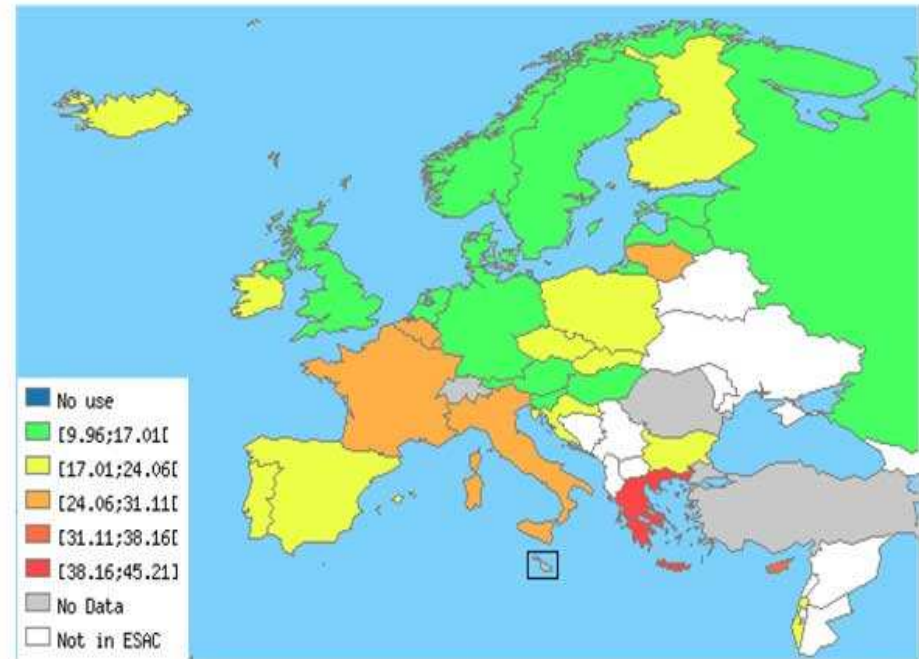 No use
[9.96;17.01[
[17.01;24.06[
[24.06;31.11[
[31.11;38.16[
[38.16;45.21]
No Data
Not in ESAC